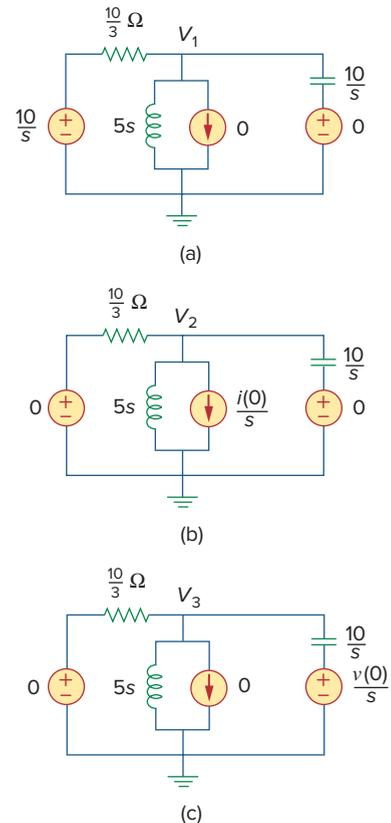 10/3 Ω
V1
10/s
+
−
5s
0
10/s
+
−
0
(a)
10/3 Ω
V2
0
+
−
5s
i(0)/s
10/s
+
−
0
(b)
10/3 Ω
V3
0
+
−
5s
0
10/s
+
−
v(0)/s
(c)